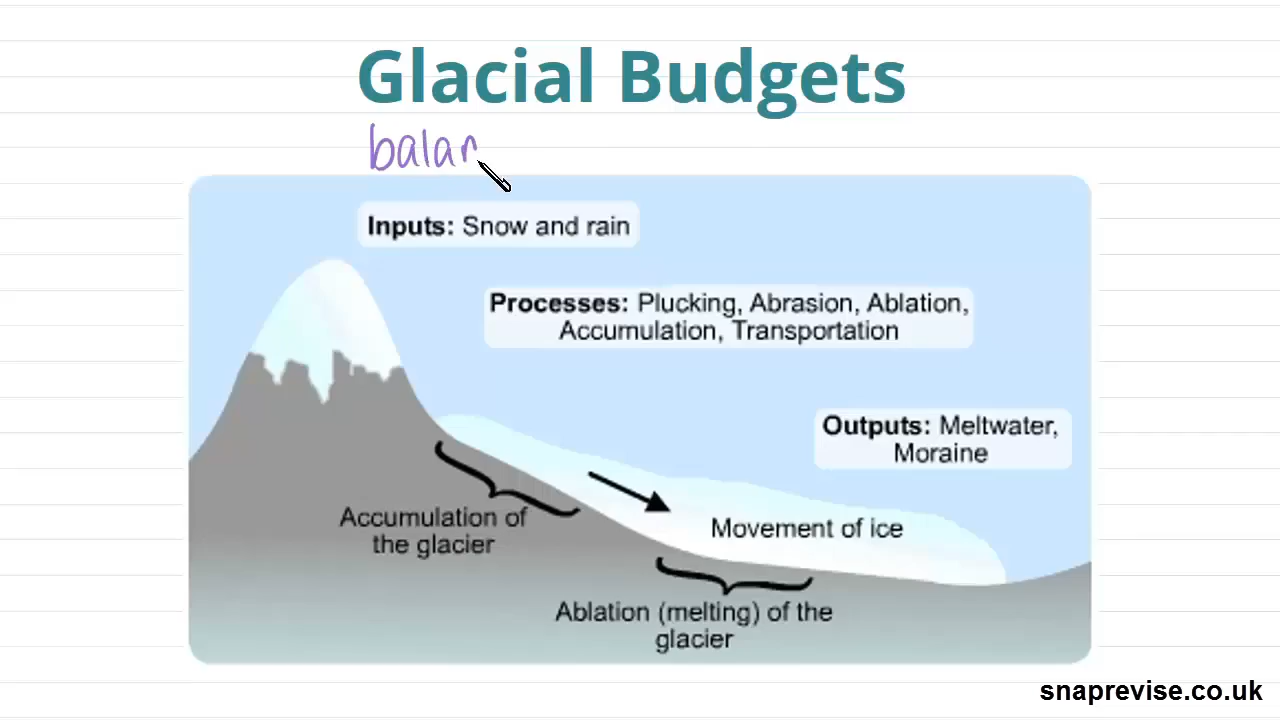 Glacial Budgets
balan
Inputs: Snow and rain
Processes: Plucking, Abrasion, Ablation,
Accumulation, Transportation
Outputs: Meltwater,
Moraine
Accumulation of
the glacier
Movement of ice
Ablation (melting) of the
glacier
snaprevise.co.uk